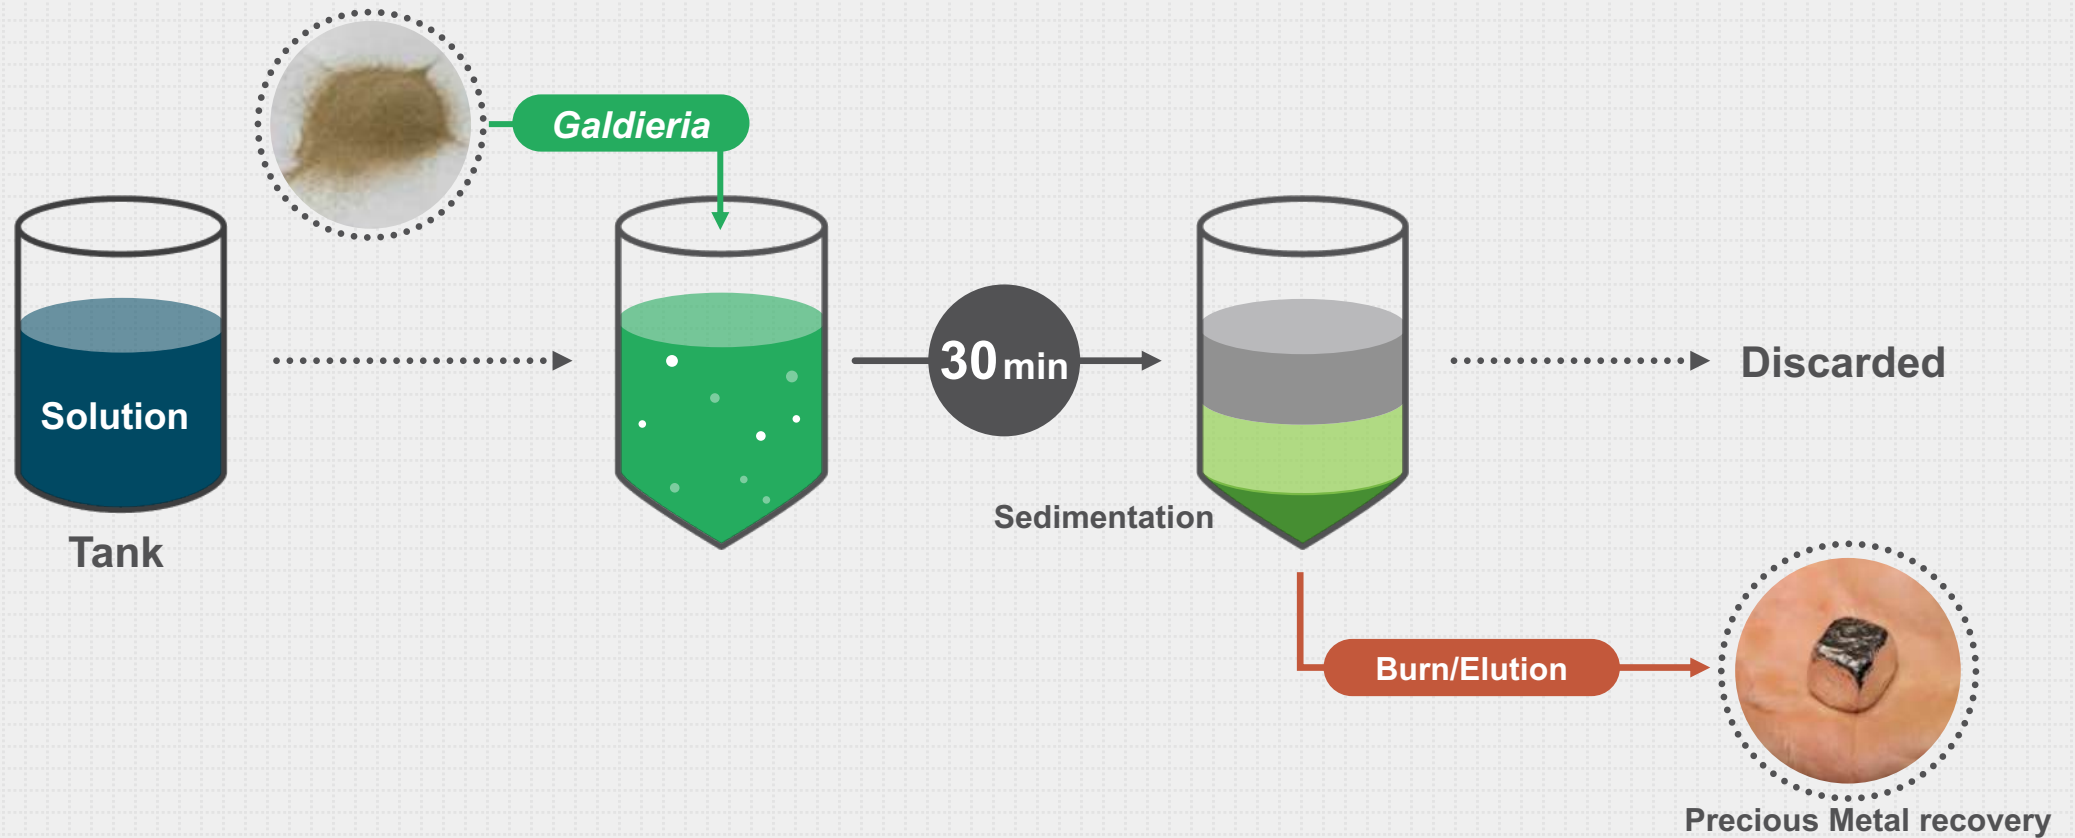 Galdieria
Solution
Tank
30 min
Sedimentation
Discarded
Burn/Elution
Precious Metal recovery